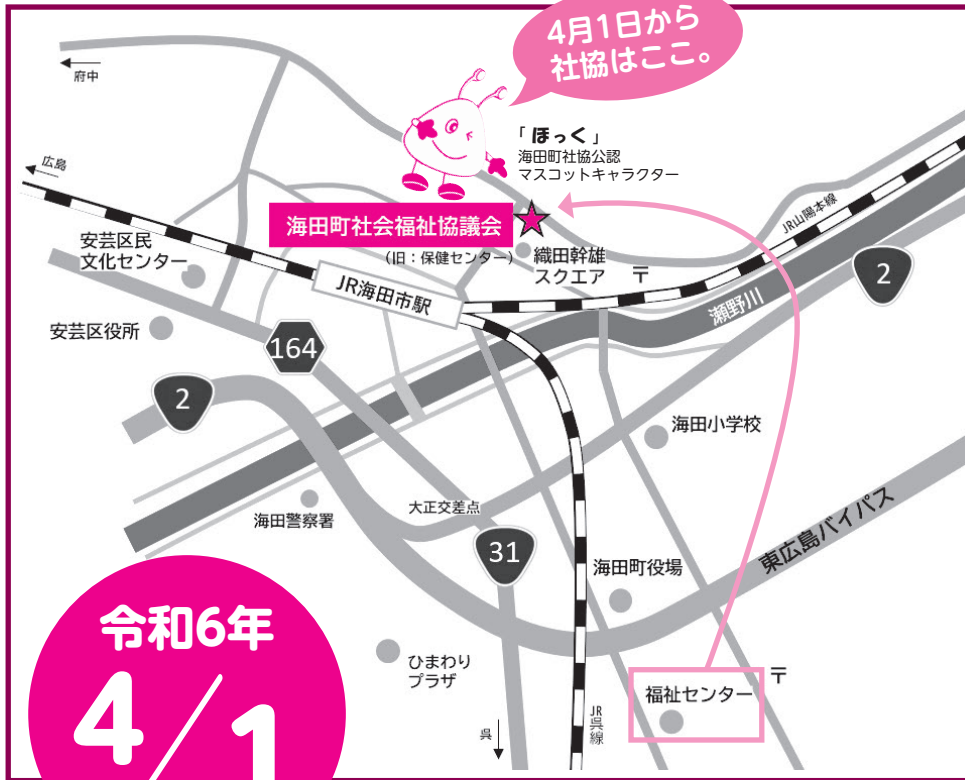 4月1日から
社協はここ。
府中
「ほっく」
海田町社協公認
マスコットキャラクター
広島
海田町社会福祉協議会
(旧:保健センター)
織田幹雄
スクエア
〒
JR山陽本線
安芸区民
文化センター
JR海田市駅
瀬野川
2
安芸区役所
164
2
海田小学校
大正交差点
海田警察署
31
東広島バイパス
海田町役場
令和6年
4/1
ひまわり
プラザ
福祉センター
〒
JR呉線
呉